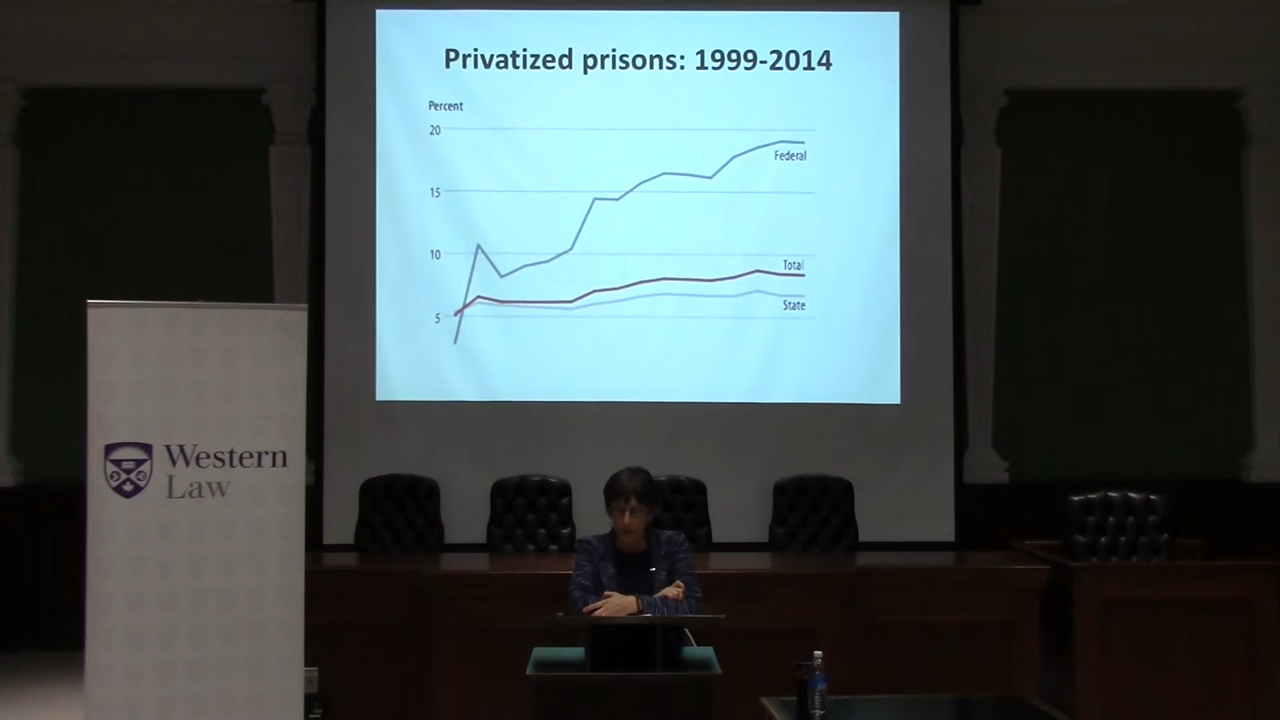 Privatized prisons: 1999-2014
Percent
20
Federal
15
10
Total
State
5
Western
Law